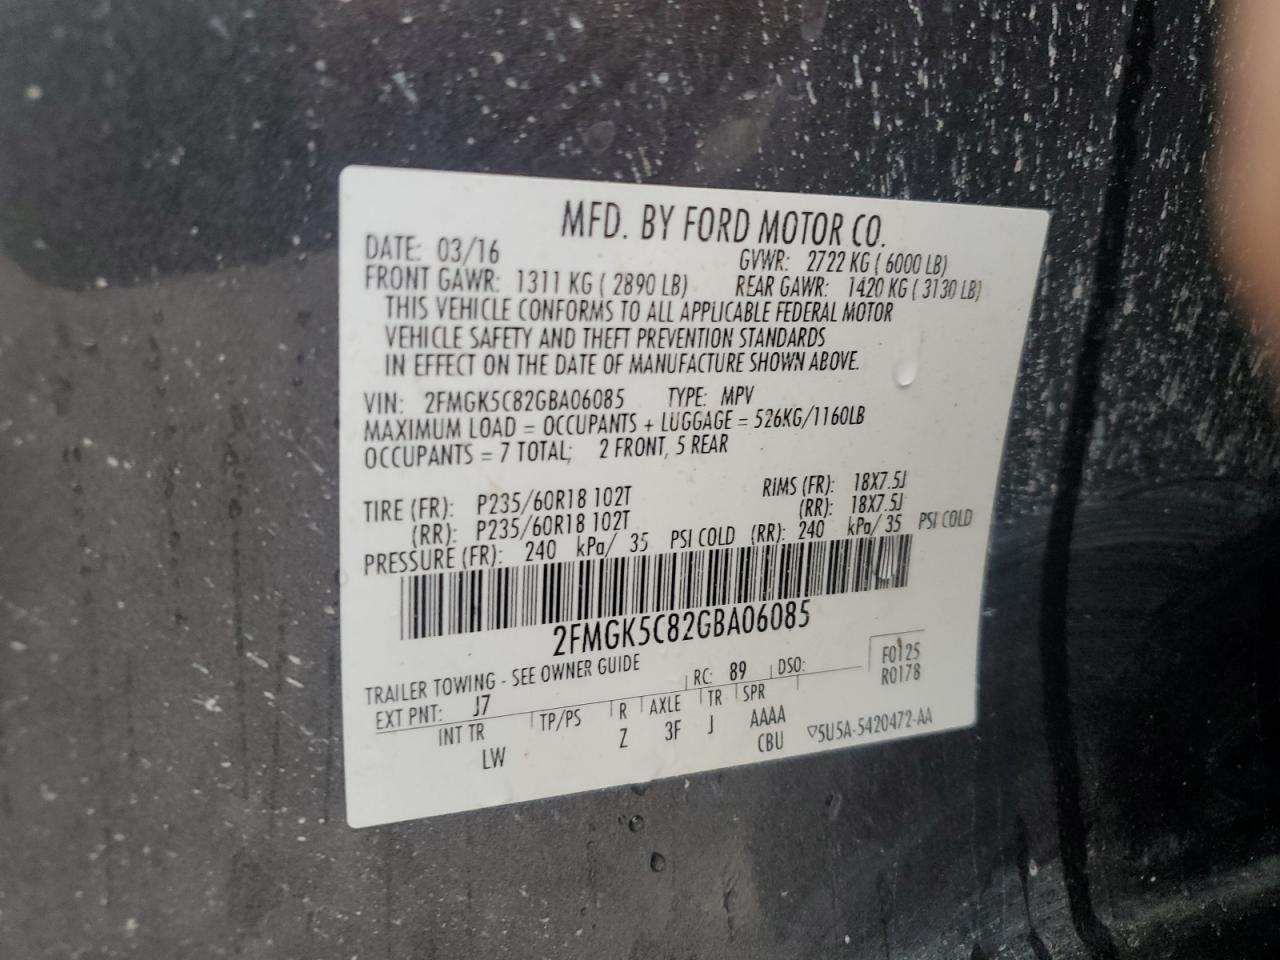 MFD. BY FORD MOTOR CO.
DATE: 03/16 GVWR: 2722 KG ( 6000 LB)
FRONT GAWR: 1311 KG ( 2890 LB) REAR GAWR: 1420 KG ( 3130 LB)
THIS VEHICLE CONFORMS TO ALL APPLICABLE FEDERAL MOTOR
VEHICLE SAFETY AND THEFT PREVENTION STANDARDS
IN EFFECT ON THE DATE OF MANUFACTURE SHOWN ABOVE.
VIN: 2FMGK5C82GBA06085 TYPE: MPV
MAXIMUM LOAD = OCCUPANTS + LUGGAGE = 526KG/1160LB
OCCUPANTS = 7 TOTAL; 2 FRONT, 5 REAR
TIRE (FR): P235/60R18 102T RIMS (FR): 18X7.5J
(RR): P235/60R18 102T (RR): 18X7.5J
PRESSURE (FR): 240 kPa/ 35 PSI COLD (RR): 240 kPa/ 35 PSI COLD
2FMGK5C82GBA06085
TRAILER TOWING - SEE OWNER GUIDE
EXT PNT: J7 RC: 89 DSO: F0125
R0178
INT TR TP/PS R AXLE TR SPR
LW Z 3F J AAAA
CBU ▽5U5A-5420472-AA